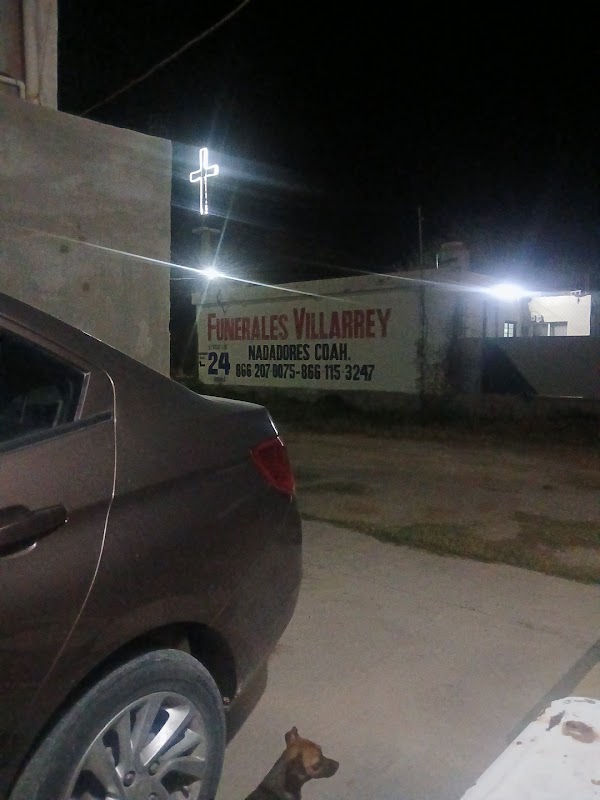 FUNERALES VILLARREY
24
NADADORES COAH.
866 207 0075-866 115 3247